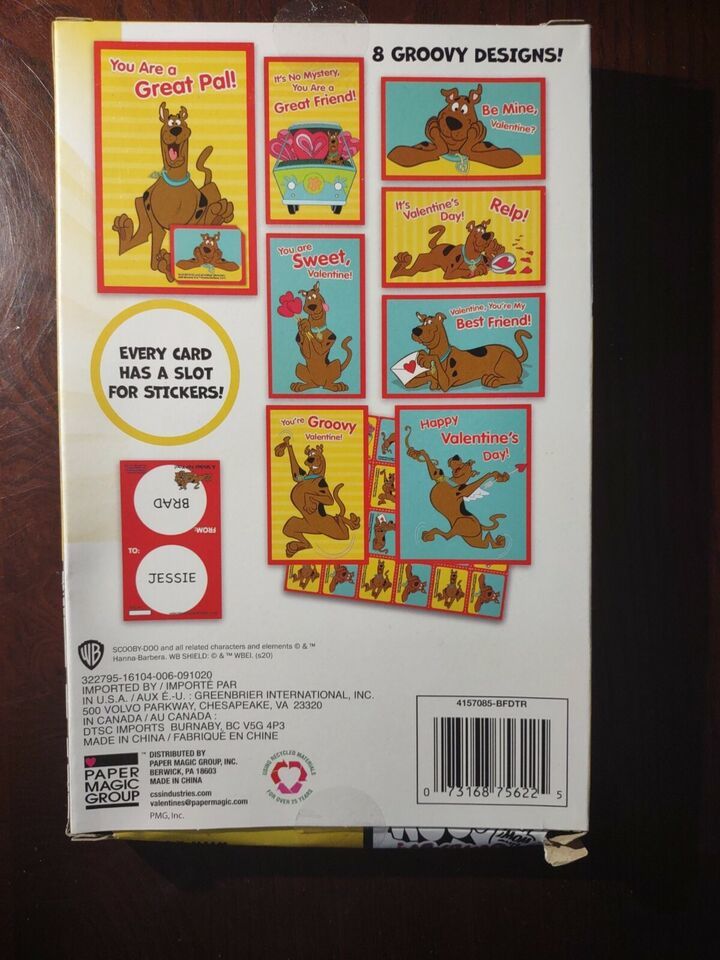 8 GROOVY DESIGNS!
You Are a
Great Pal!
It's No Mystery,
You Are a
Great Friend!
Be Mine,
Valentine?
It's
Valentine's
Day!
Relp!
You are
Sweet,
Valentine!
Valentine, You're My
Best Friend!
EVERY CARD
HAS A SLOT
FOR STICKERS!
You're Groovy
Valentine!
Happy
Valentine's
Day!
BRAD
FROM:
TO:
JESSIE
WB
SCOOBY-DOO and all related characters and elements © & ™
Hanna-Barbera. WB SHIELD: © & ™ WBEI. (s20)
322795-16104-006-091020
IMPORTED BY / IMPORTÉ PAR
IN U.S.A. / AUX É.-U. : GREENBRIER INTERNATIONAL, INC.
500 VOLVO PARKWAY, CHESAPEAKE, VA 23320
IN CANADA / AU CANADA :
DTSC IMPORTS BURNABY, BC V5G 4P3
MADE IN CHINA / FABRIQUÉ EN CHINE
PAPER
MAGIC
GROUP
™
DISTRIBUTED BY
PAPER MAGIC GROUP, INC.
BERWICK, PA 18603
MADE IN CHINA
cssindustries.com
valentines@papermagic.com
PMG, Inc.
USING RECYCLED MATERIALS
FOR OVER 25 YEARS
4157085-BFDTR
0 73168 75622 5